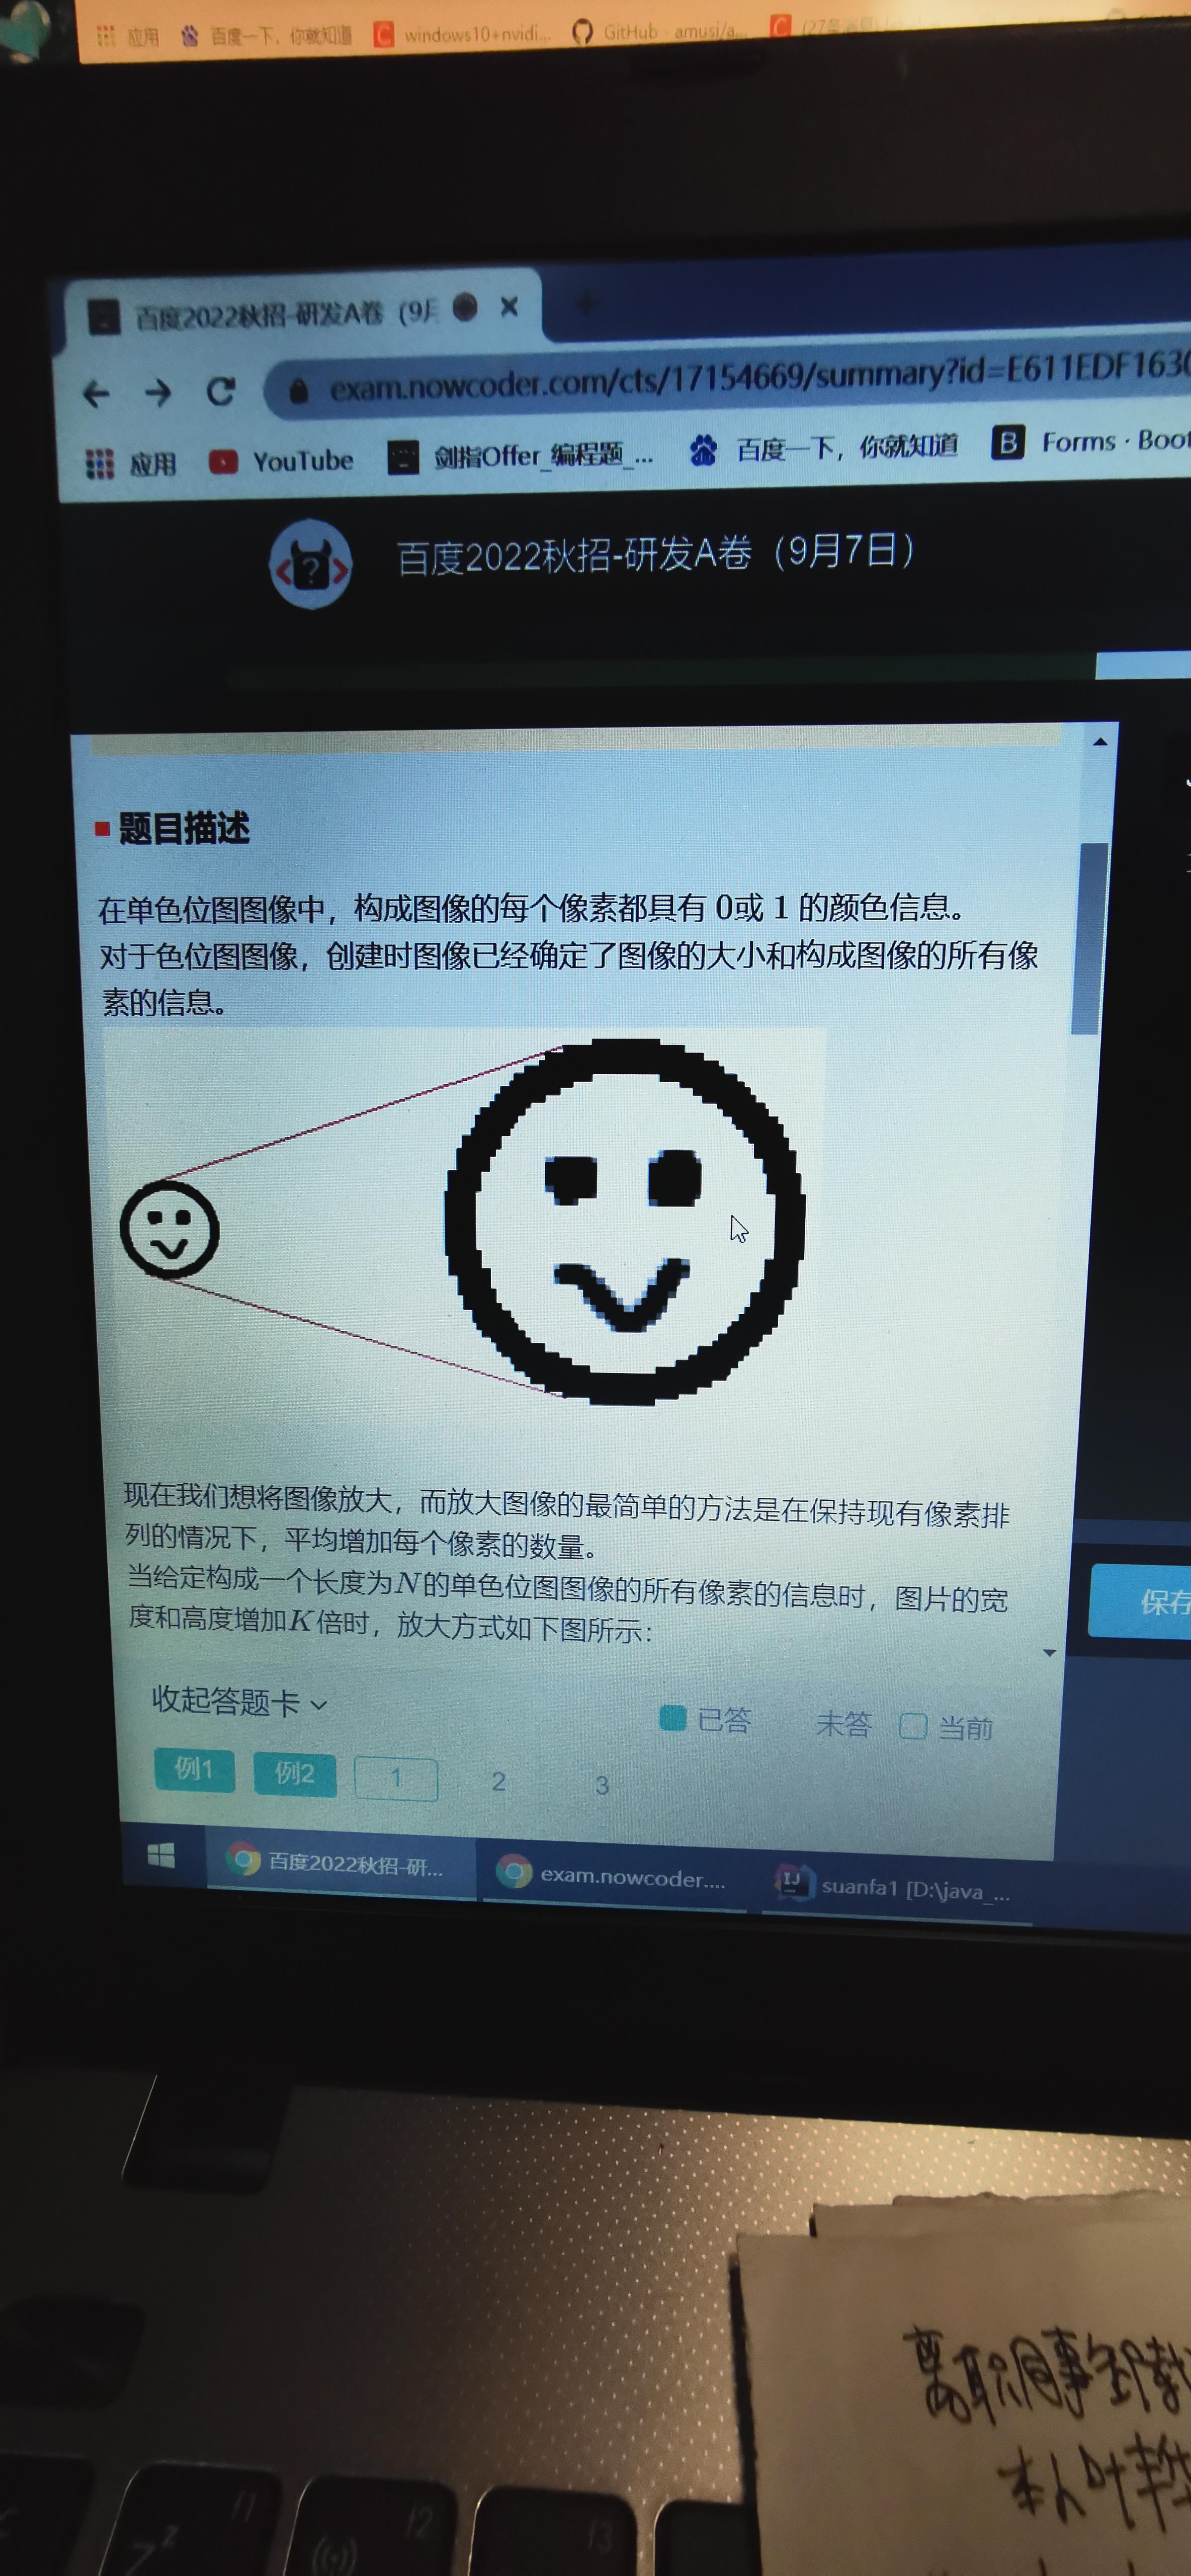 应用 百度一下，你就知道 windows10+nvidi... GitHub - amusi/a...
百度2022秋招-研发A卷（9月
exam.nowcoder.com/cts/17154669/summary?id=E611EDF1630
应用 YouTube 剑指Offer_编程题_... 百度一下，你就知道 Forms · Boot
百度2022秋招-研发A卷（9月7日）
题目描述
在单色位图图像中，构成图像的每个像素都具有 0或 1 的颜色信息。
对于色位图图像，创建时图像已经确定了图像的大小和构成图像的所有像
素的信息。
现在我们想将图像放大，而放大图像的最简单的方法是在保持现有像素排
列的情况下，平均增加每个像素的数量。
当给定构成一个长度为N的单色位图图像的所有像素的信息时，图片的宽
度和高度增加K倍时，放大方式如下图所示：
保存
收起答题卡 已答 未答 当前
例1 例2 1 2 3
百度2022秋招-研... exam.nowcoder.... suanfa1 [D:\java_...
离职同事
f1 f2 f3